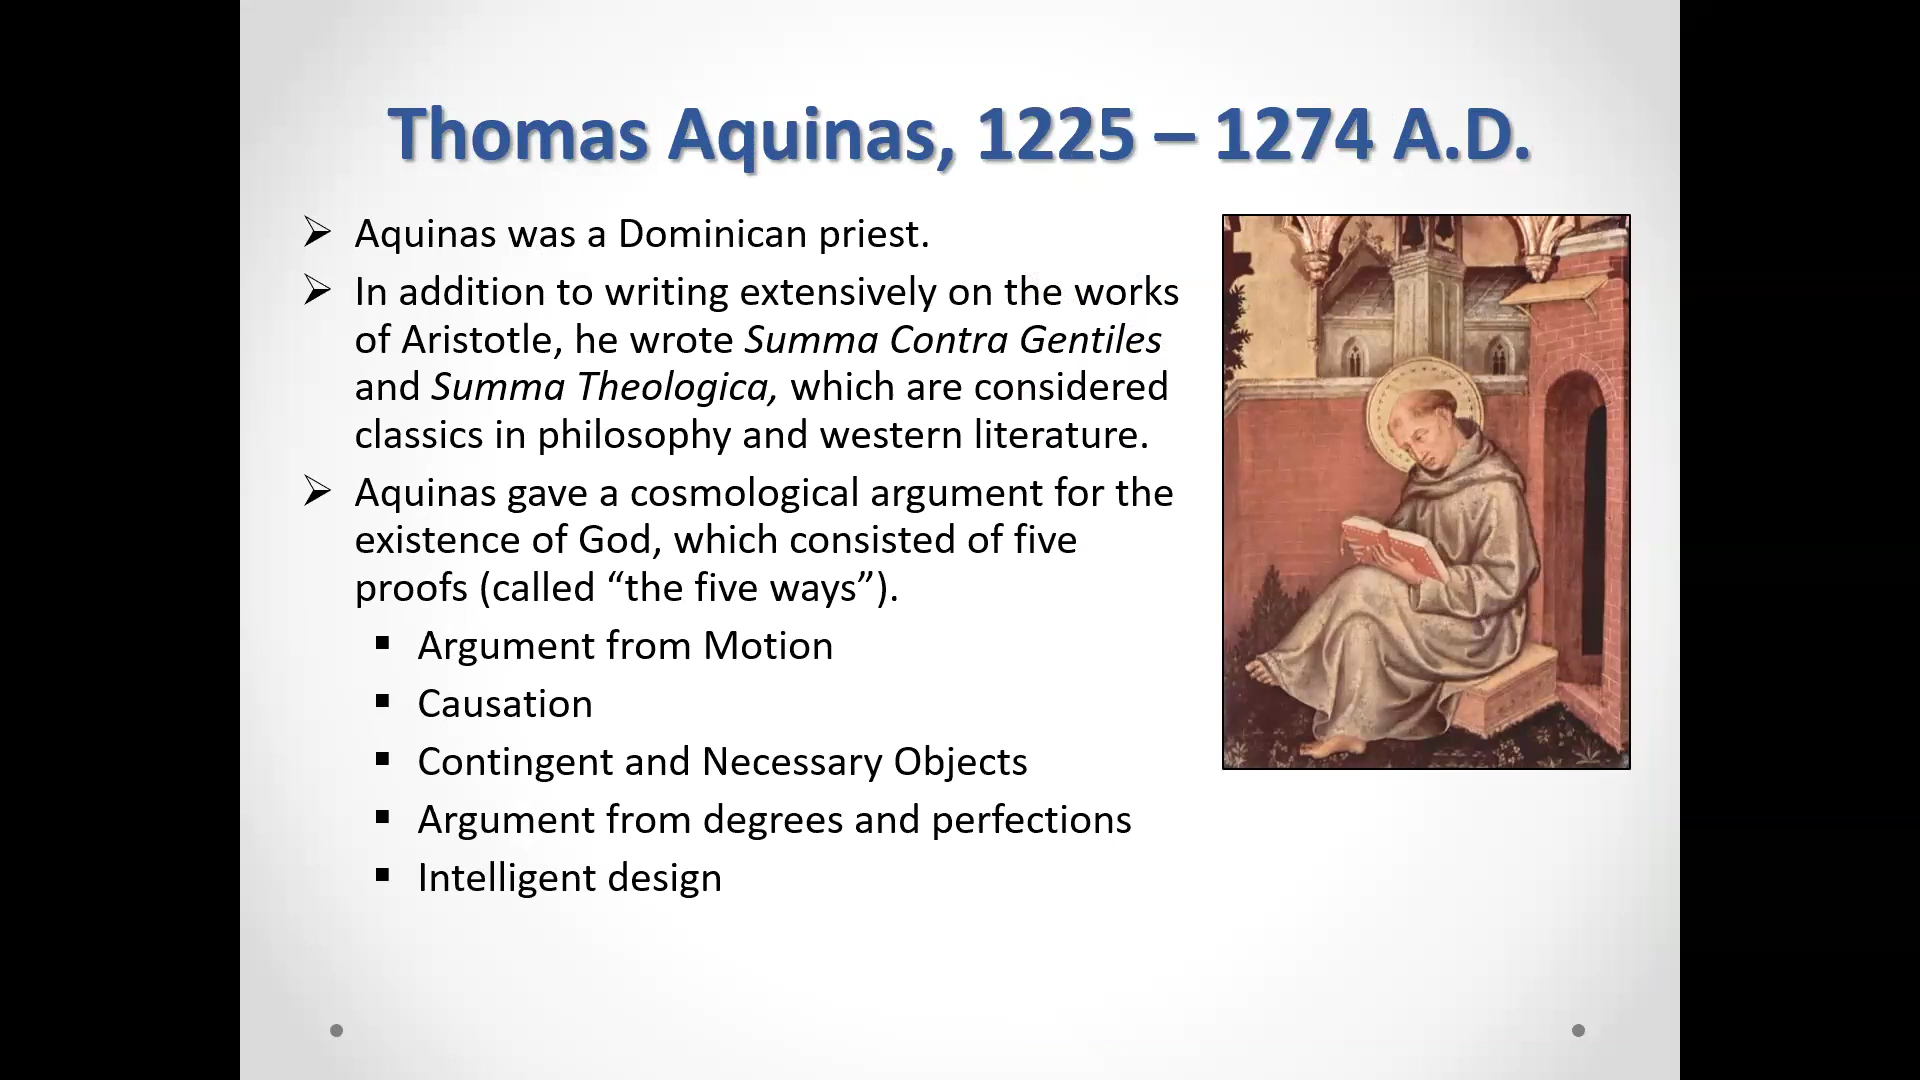 Thomas Aquinas, 1225 – 1274 A.D.
Aquinas was a Dominican priest.
In addition to writing extensively on the works
of Aristotle, he wrote Summa Contra Gentiles
and Summa Theologica, which are considered
classics in philosophy and western literature.
Aquinas gave a cosmological argument for the
existence of God, which consisted of five
proofs (called “the five ways”).
Argument from Motion
Causation
Contingent and Necessary Objects
Argument from degrees and perfections
Intelligent design